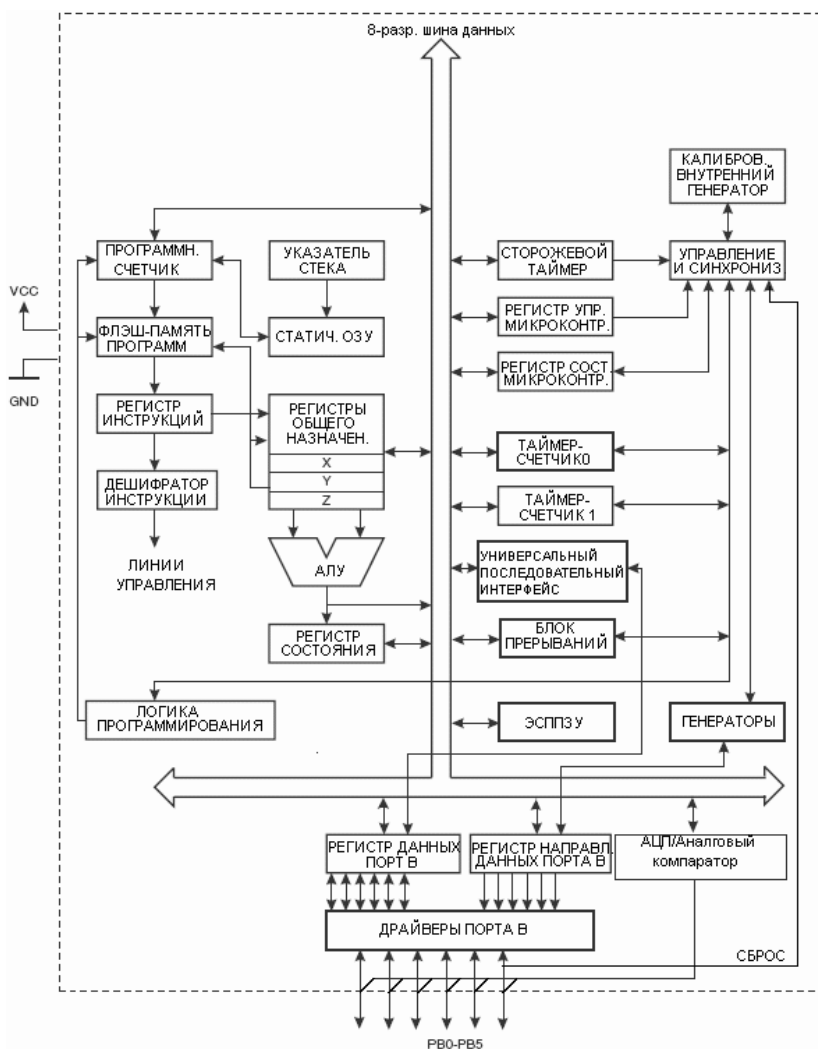 8-разр. шина данных
КАЛИБРОВ.
ВНУТРЕННИЙ
ГЕНЕРАТОР
ПРОГРАММН.
СЧЕТЧИК
УКАЗАТЕЛЬ
СТЕКА
СТОРОЖЕВОЙ
ТАЙМЕР
УПРАВЛЕНИЕ
И СИНХРОНИЗ
VCC
GND
ФЛЭШ-ПАМЯТЬ
ПРОГРАММ
СТАТИЧ. ОЗУ
РЕГИСТР УПР.
МИКРОКОНТР.
РЕГИСТР СОСТ.
МИКРОКОНТР.
РЕГИСТР
ИНСТРУКЦИЙ
РЕГИСТРЫ
ОБЩЕГО
НАЗНАЧЕН.
X
Y
Z
ТАЙМЕР-
СЧЕТЧИК0
ДЕШИФРАТОР
ИНСТРУКЦИИ
ТАЙМЕР-
СЧЕТЧИК 1
ЛИНИИ
УПРАВЛЕНИЯ
АЛУ
УНИВЕРСАЛЬНЫЙ
ПОСЛЕДОВАТЕЛЬНЫЙ
ИНТЕРФЕЙС
РЕГИСТР
СОСТОЯНИЯ
БЛОК
ПРЕРЫВАНИЙ
ЛОГИКА
ПРОГРАММИРОВАНИЯ
ЭСППЗУ
ГЕНЕРАТОРЫ
РЕГИСТР ДАННЫХ
ПОРТ В
РЕГИСТР НАПРАВЛ.
ДАННЫХ ПОРТА В
АЦП/Аналговый
компаратор
ДРАЙВЕРЫ ПОРТА В
СБРОС
PB0-PB5